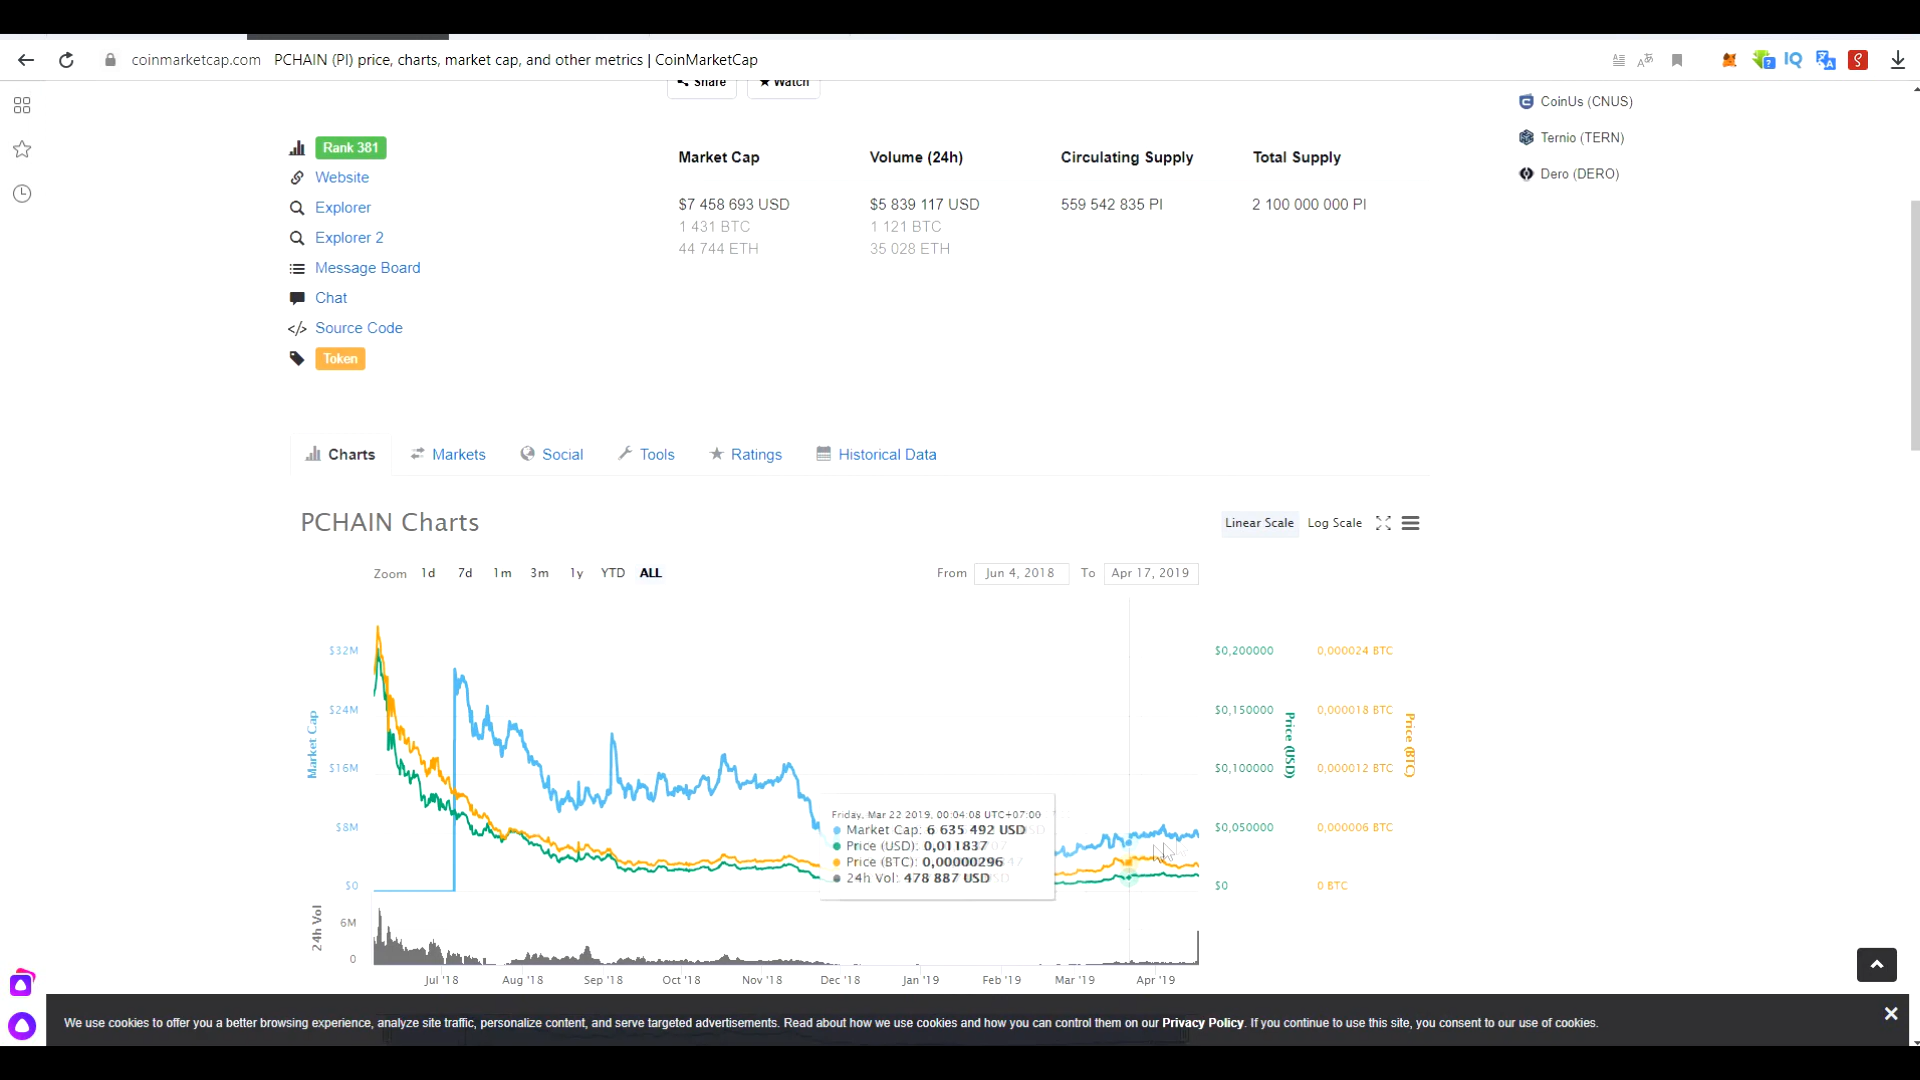 coinmarketcap.com PCHAIN (PI) price, charts, market cap, and other metrics | CoinMarketCap
Share ★ Watch
CoinUs (CNUS)
Ternio (TERN)
Dero (DERO)
Rank 381
Website
Explorer
Explorer 2
Message Board
Chat
Source Code
Token
Market Cap Volume (24h) Circulating Supply Total Supply
$7 458 693 USD $5 839 117 USD 559 542 835 PI 2 100 000 000 PI
1 431 BTC 1 121 BTC
44 744 ETH 35 028 ETH
Charts Markets Social Tools Ratings Historical Data
PCHAIN Charts
Linear Scale Log Scale
Zoom 1d 7d 1m 3m 1y YTD ALL From Jun 4, 2018 To Apr 17, 2019
$32M $0,200000 0,000024 BTC
$24M $0,150000 0,000018 BTC
$16M $0,100000 0,000012 BTC
$8M $0,050000 0,000006 BTC
$0 $0 0 BTC
Market Cap
Price (USD)
Price (BTC)
Friday, Mar 22 2019, 00:04:08 UTC+07:00
Market Cap: 6 635 492 USD
Price (USD): 0,011837
Price (BTC): 0,00000296
24h Vol: 478 887 USD
24h Vol
6M
0
Jul '18 Aug '18 Sep '18 Oct '18 Nov '18 Dec '18 Jan '19 Feb '19 Mar '19 Apr '19
We use cookies to offer you a better browsing experience, analyze site traffic, personalize content, and serve targeted advertisements. Read about how we use cookies and how you can control them on our Privacy Policy. If you continue to use this site, you consent to our use of cookies.